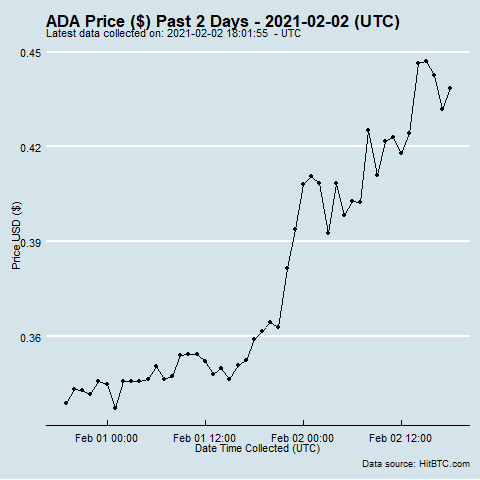 ADA Price ($) Past 2 Days - 2021-02-02 (UTC)
Latest data collected on: 2021-02-02 18:01:55 - UTC
0.45
0.42
0.39
0.36
Price USD ($)
Feb 01 00:00
Feb 01 12:00
Feb 02 00:00
Feb 02 12:00
Date Time Collected (UTC)
Data source: HitBTC.com